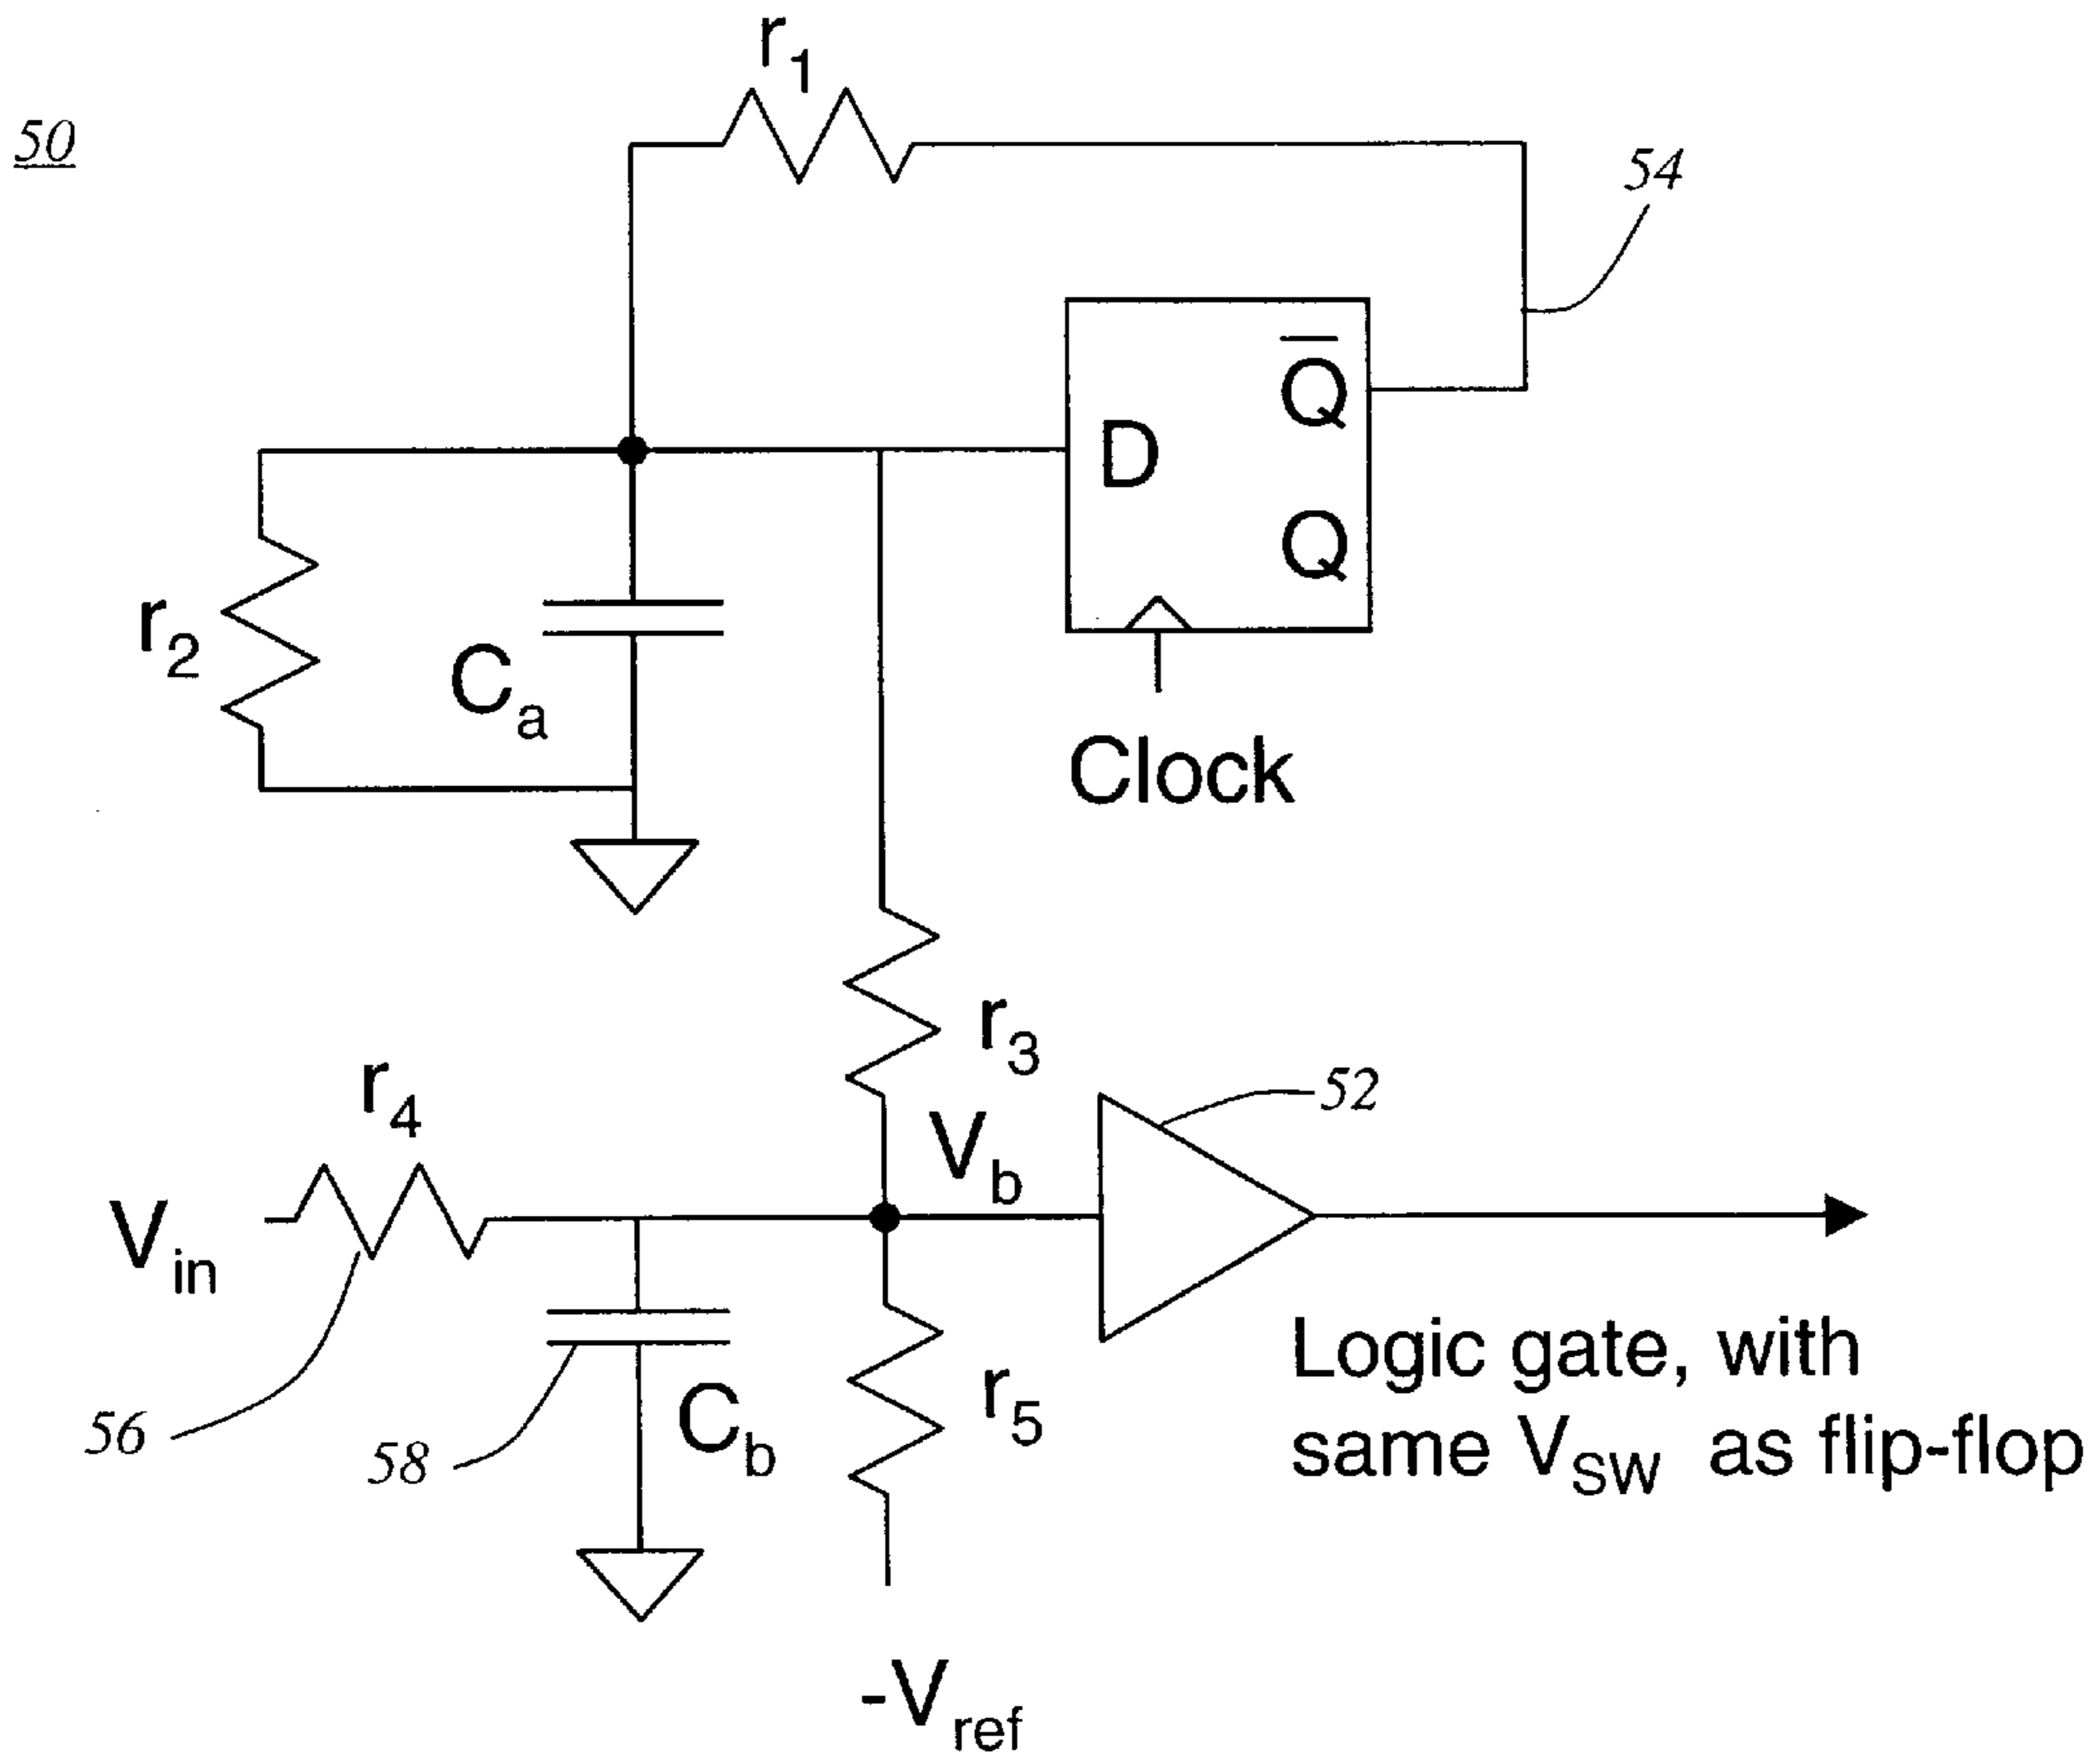 r1
50
54
Q̅
D
Q
r2
Ca
Clock
r3
r4
52
Vb
Vin
Logic gate, with
same VSW as flip-flop
r5
Cb
56
58
-Vref